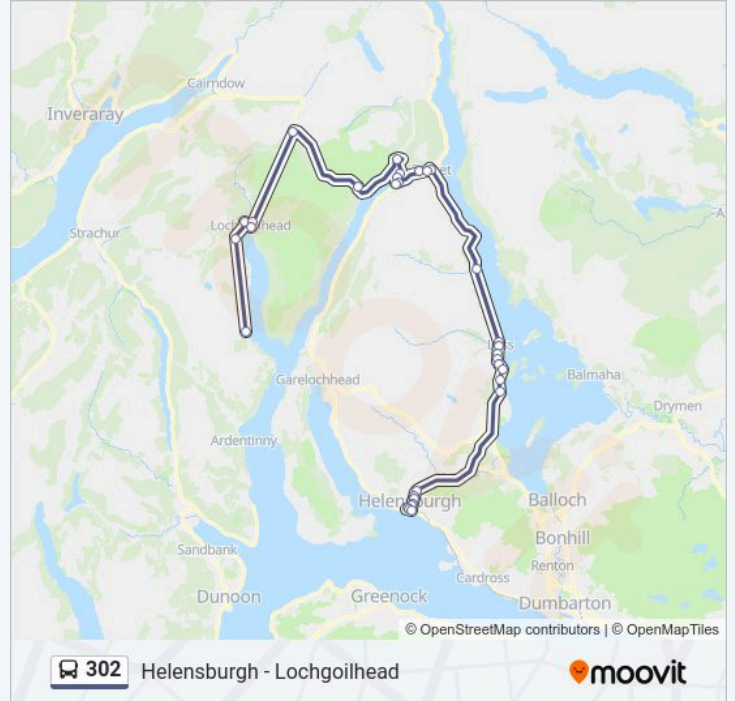 Cairndow
Inveraray
Strachur
Balmaha
Garelochhead
Drymen
Ardentinny
Helensburgh
Balloch
Bonhill
Sandbank
Renton
Cardross
Dunoon
Greenock
Dumbarton
© OpenStreetMap contributors | © OpenMapTiles
302 Helensburgh - Lochgoilhead
moovit